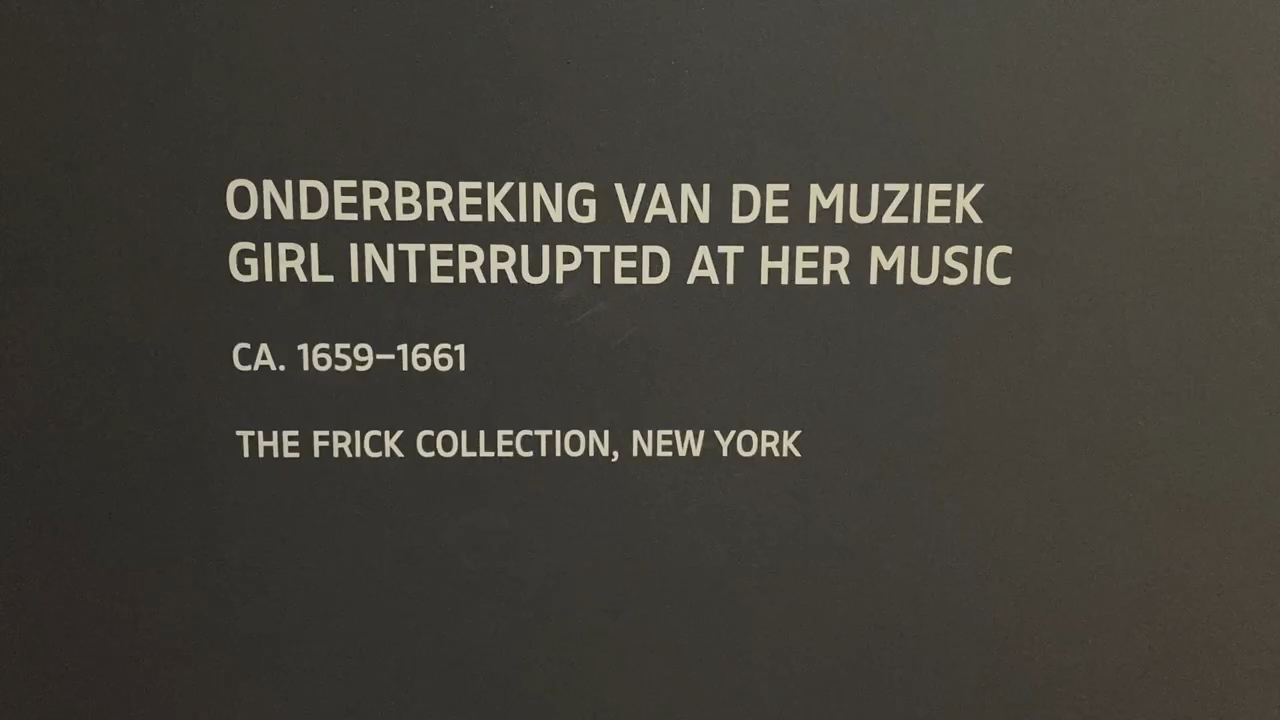 ONDERBREKING VAN DE MUZIEK
GIRL INTERRUPTED AT HER MUSIC
CA. 1659–1661
THE FRICK COLLECTION, NEW YORK